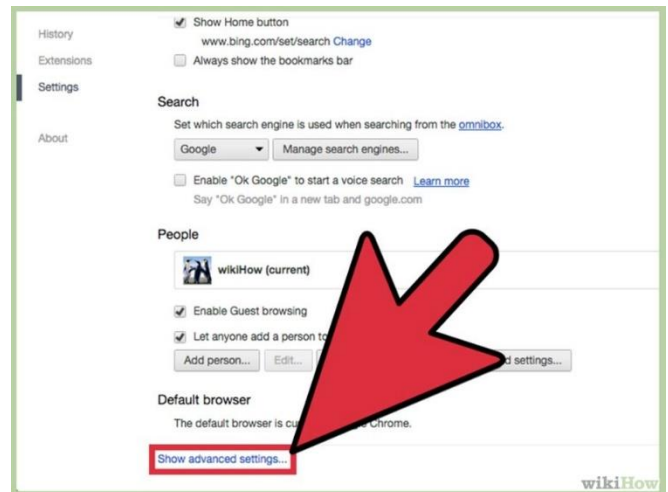 Show Home button
History
www.bing.com/set/search Change
Extensions
Always show the bookmarks bar
Settings
Search
Set which search engine is used when searching from the omnibox.
About
Google Manage search engines...
Enable "Ok Google" to start a voice search Learn more
Say "Ok Google" in a new tab and google.com
People
wikiHow (current)
Enable Guest browsing
Let anyone add a person to
Add person... Edit... settings...
Default browser
The default browser is Chrome.
Show advanced settings...
wikiHow